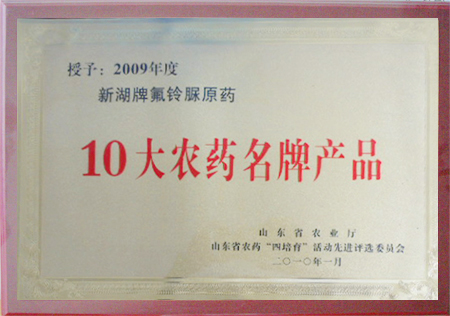 授予：2009年度
新湖牌氟铃脲原药
10大农药名牌产品
山东省农业厅
山东省农药“四培育”活动先进评选委员会
二〇一〇年一月